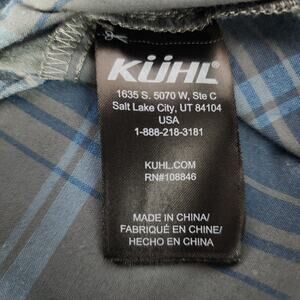 KÜHL®
1635 S. 5070 W, Ste C
Salt Lake City, UT 84104
USA
1-888-218-3181
KUHL.COM
RN#108846
MADE IN CHINA/
FABRIQUÉ EN CHINE/
HECHO EN CHINA